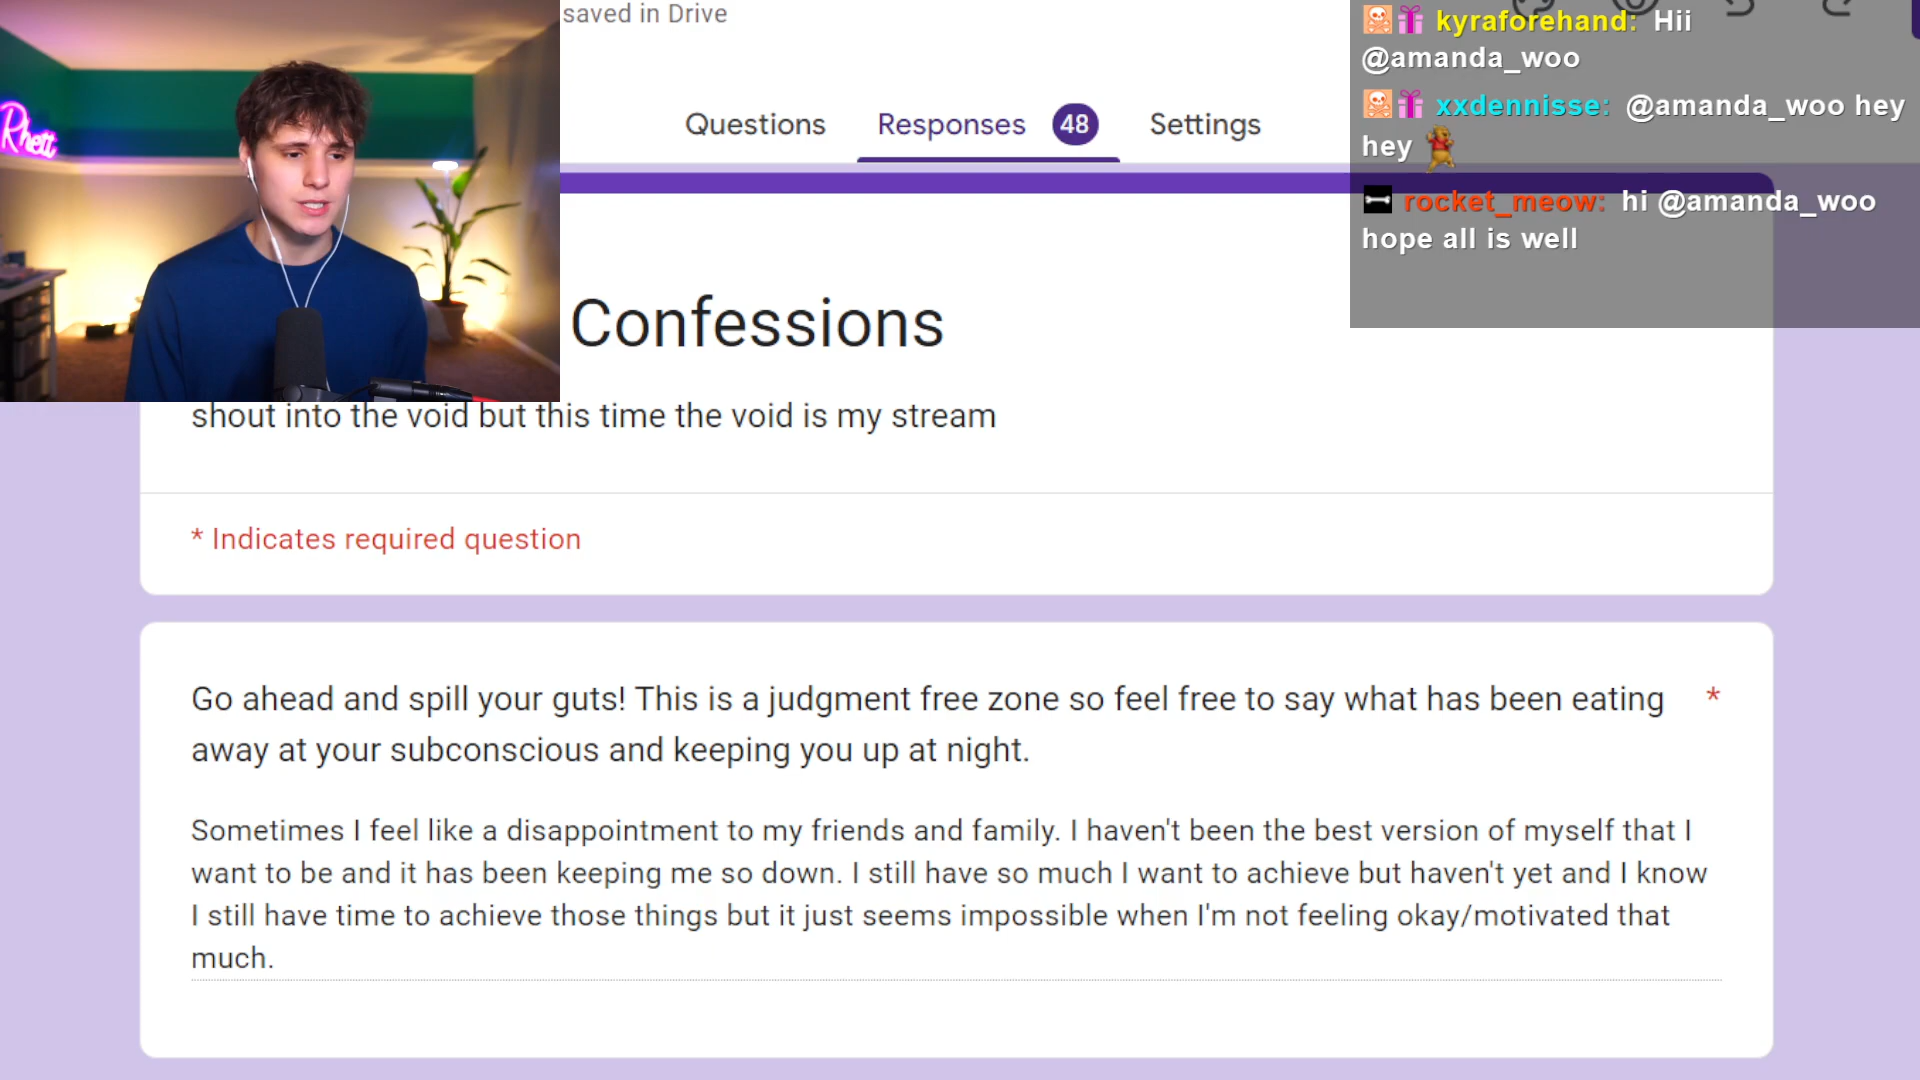 saved in Drive
Rhett
Questions
Responses
48
Settings
kyraforehand: Hii
@amanda_woo
xxdennisse: @amanda_woo hey
hey
rocket_meow: hi @amanda_woo
hope all is well
Confessions
shout into the void but this time the void is my stream
* Indicates required question
Go ahead and spill your guts! This is a judgment free zone so feel free to say what has been eating *
away at your subconscious and keeping you up at night.
Sometimes I feel like a disappointment to my friends and family. I haven't been the best version of myself that I
want to be and it has been keeping me so down. I still have so much I want to achieve but haven't yet and I know
I still have time to achieve those things but it just seems impossible when I'm not feeling okay/motivated that
much.